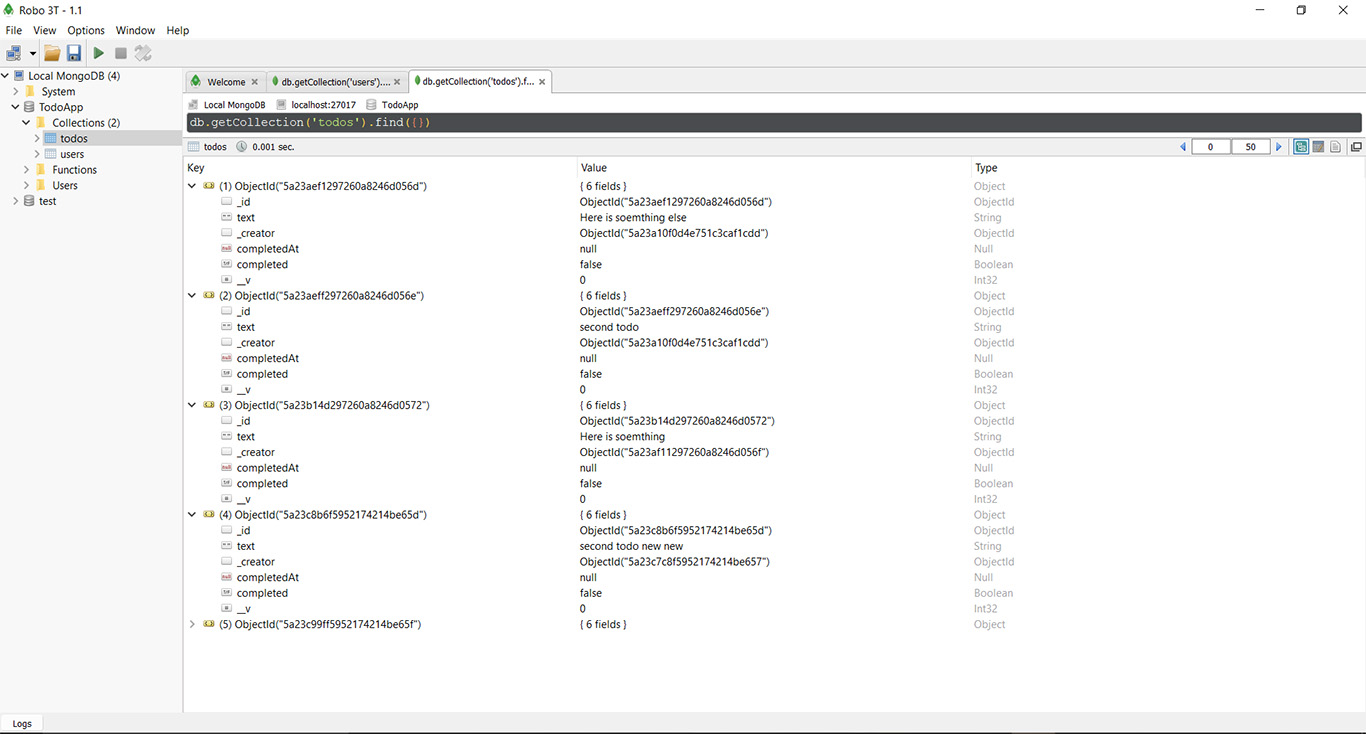 Robo 3T - 1.1
File View Options Window Help
Local MongoDB (4)
System
TodoApp
Collections (2)
todos
users
Functions
Users
test
Welcome db.getCollection('users').... db.getCollection('todos').f...
Local MongoDB localhost:27017 TodoApp
db.getCollection('todos').find({})
todos 0.001 sec. 0 50
Key Value Type
(1) ObjectId("5a23aef1297260a8246d056d") { 6 fields } Object
_id ObjectId("5a23aef1297260a8246d056d") ObjectId
text Here is soemthing else String
_creator ObjectId("5a23a10f0d4e751c3caf1cdd") ObjectId
completedAt null Null
completed false Boolean
__v 0 Int32
(2) ObjectId("5a23aeff297260a8246d056e") { 6 fields } Object
_id ObjectId("5a23aeff297260a8246d056e") ObjectId
text second todo String
_creator ObjectId("5a23a10f0d4e751c3caf1cdd") ObjectId
completedAt null Null
completed false Boolean
__v 0 Int32
(3) ObjectId("5a23b14d297260a8246d0572") { 6 fields } Object
_id ObjectId("5a23b14d297260a8246d0572") ObjectId
text Here is soemthing String
_creator ObjectId("5a23af11297260a8246d056f") ObjectId
completedAt null Null
completed false Boolean
__v 0 Int32
(4) ObjectId("5a23c8b6f5952174214be65d") { 6 fields } Object
_id ObjectId("5a23c8b6f5952174214be65d") ObjectId
text second todo new new String
_creator ObjectId("5a23c7c8f5952174214be657") ObjectId
completedAt null Null
completed false Boolean
__v 0 Int32
(5) ObjectId("5a23c99ff5952174214be65f") { 6 fields } Object
Logs